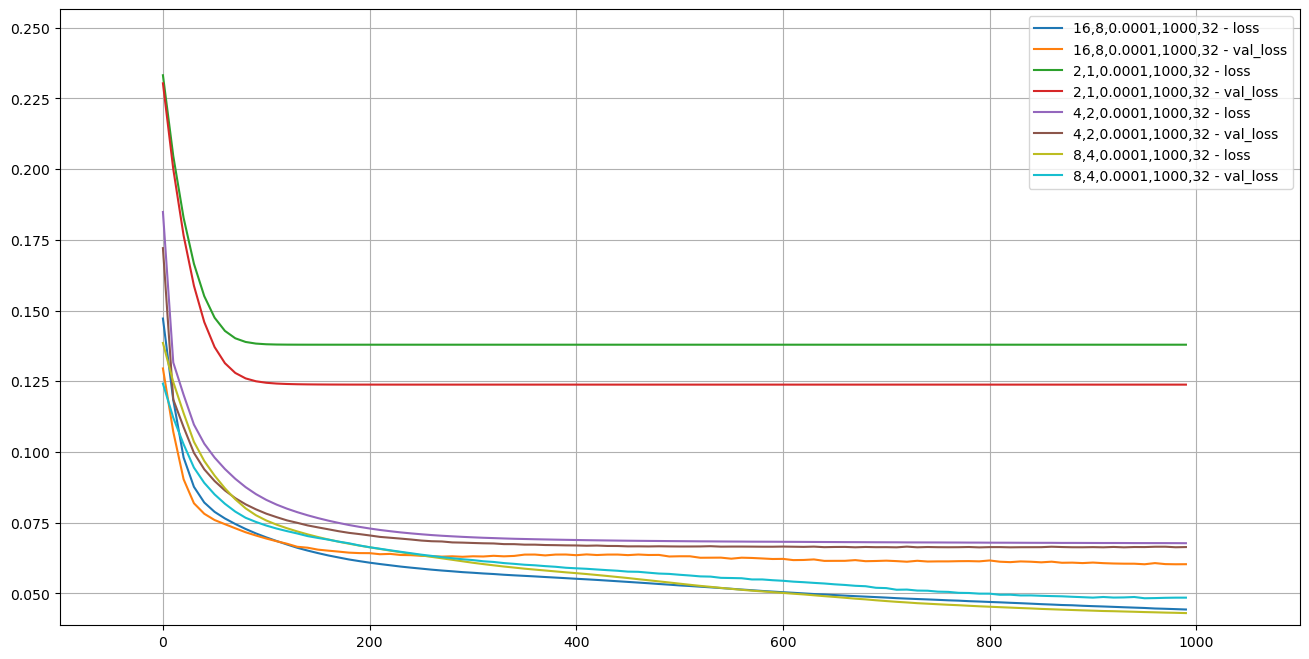 0.250
0.225
0.200
0.175
0.150
0.125
0.100
0.075
0.050
0
200
400
600
800
1000
16,8,0.0001,1000,32 - loss
16,8,0.0001,1000,32 - val_loss
2,1,0.0001,1000,32 - loss
2,1,0.0001,1000,32 - val_loss
4,2,0.0001,1000,32 - loss
4,2,0.0001,1000,32 - val_loss
8,4,0.0001,1000,32 - loss
8,4,0.0001,1000,32 - val_loss